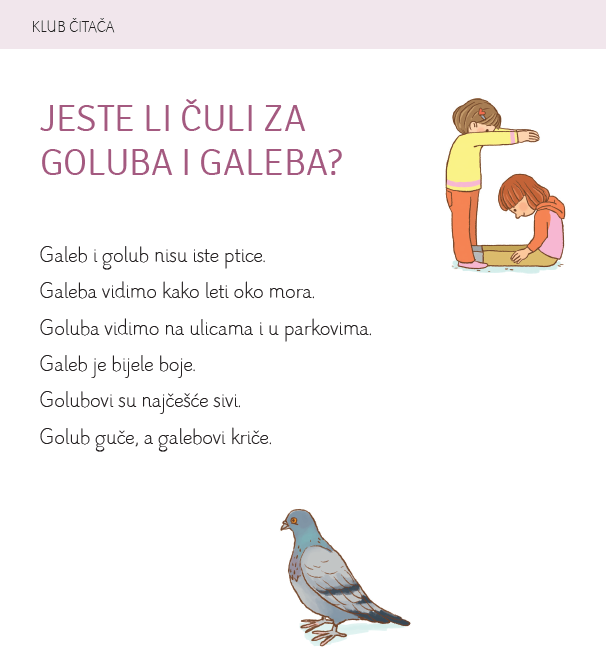 KLUB ČITAČA
JESTE LI ČULI ZA
GOLUBA I GALEBA?
Galeb i golub nisu iste ptice.
Galeba vidimo kako leti oko mora.
Goluba vidimo na ulicama i u parkovima.
Galeb je bijele boje.
Golubovi su najčešće sivi.
Golub guče, a galebovi kriče.